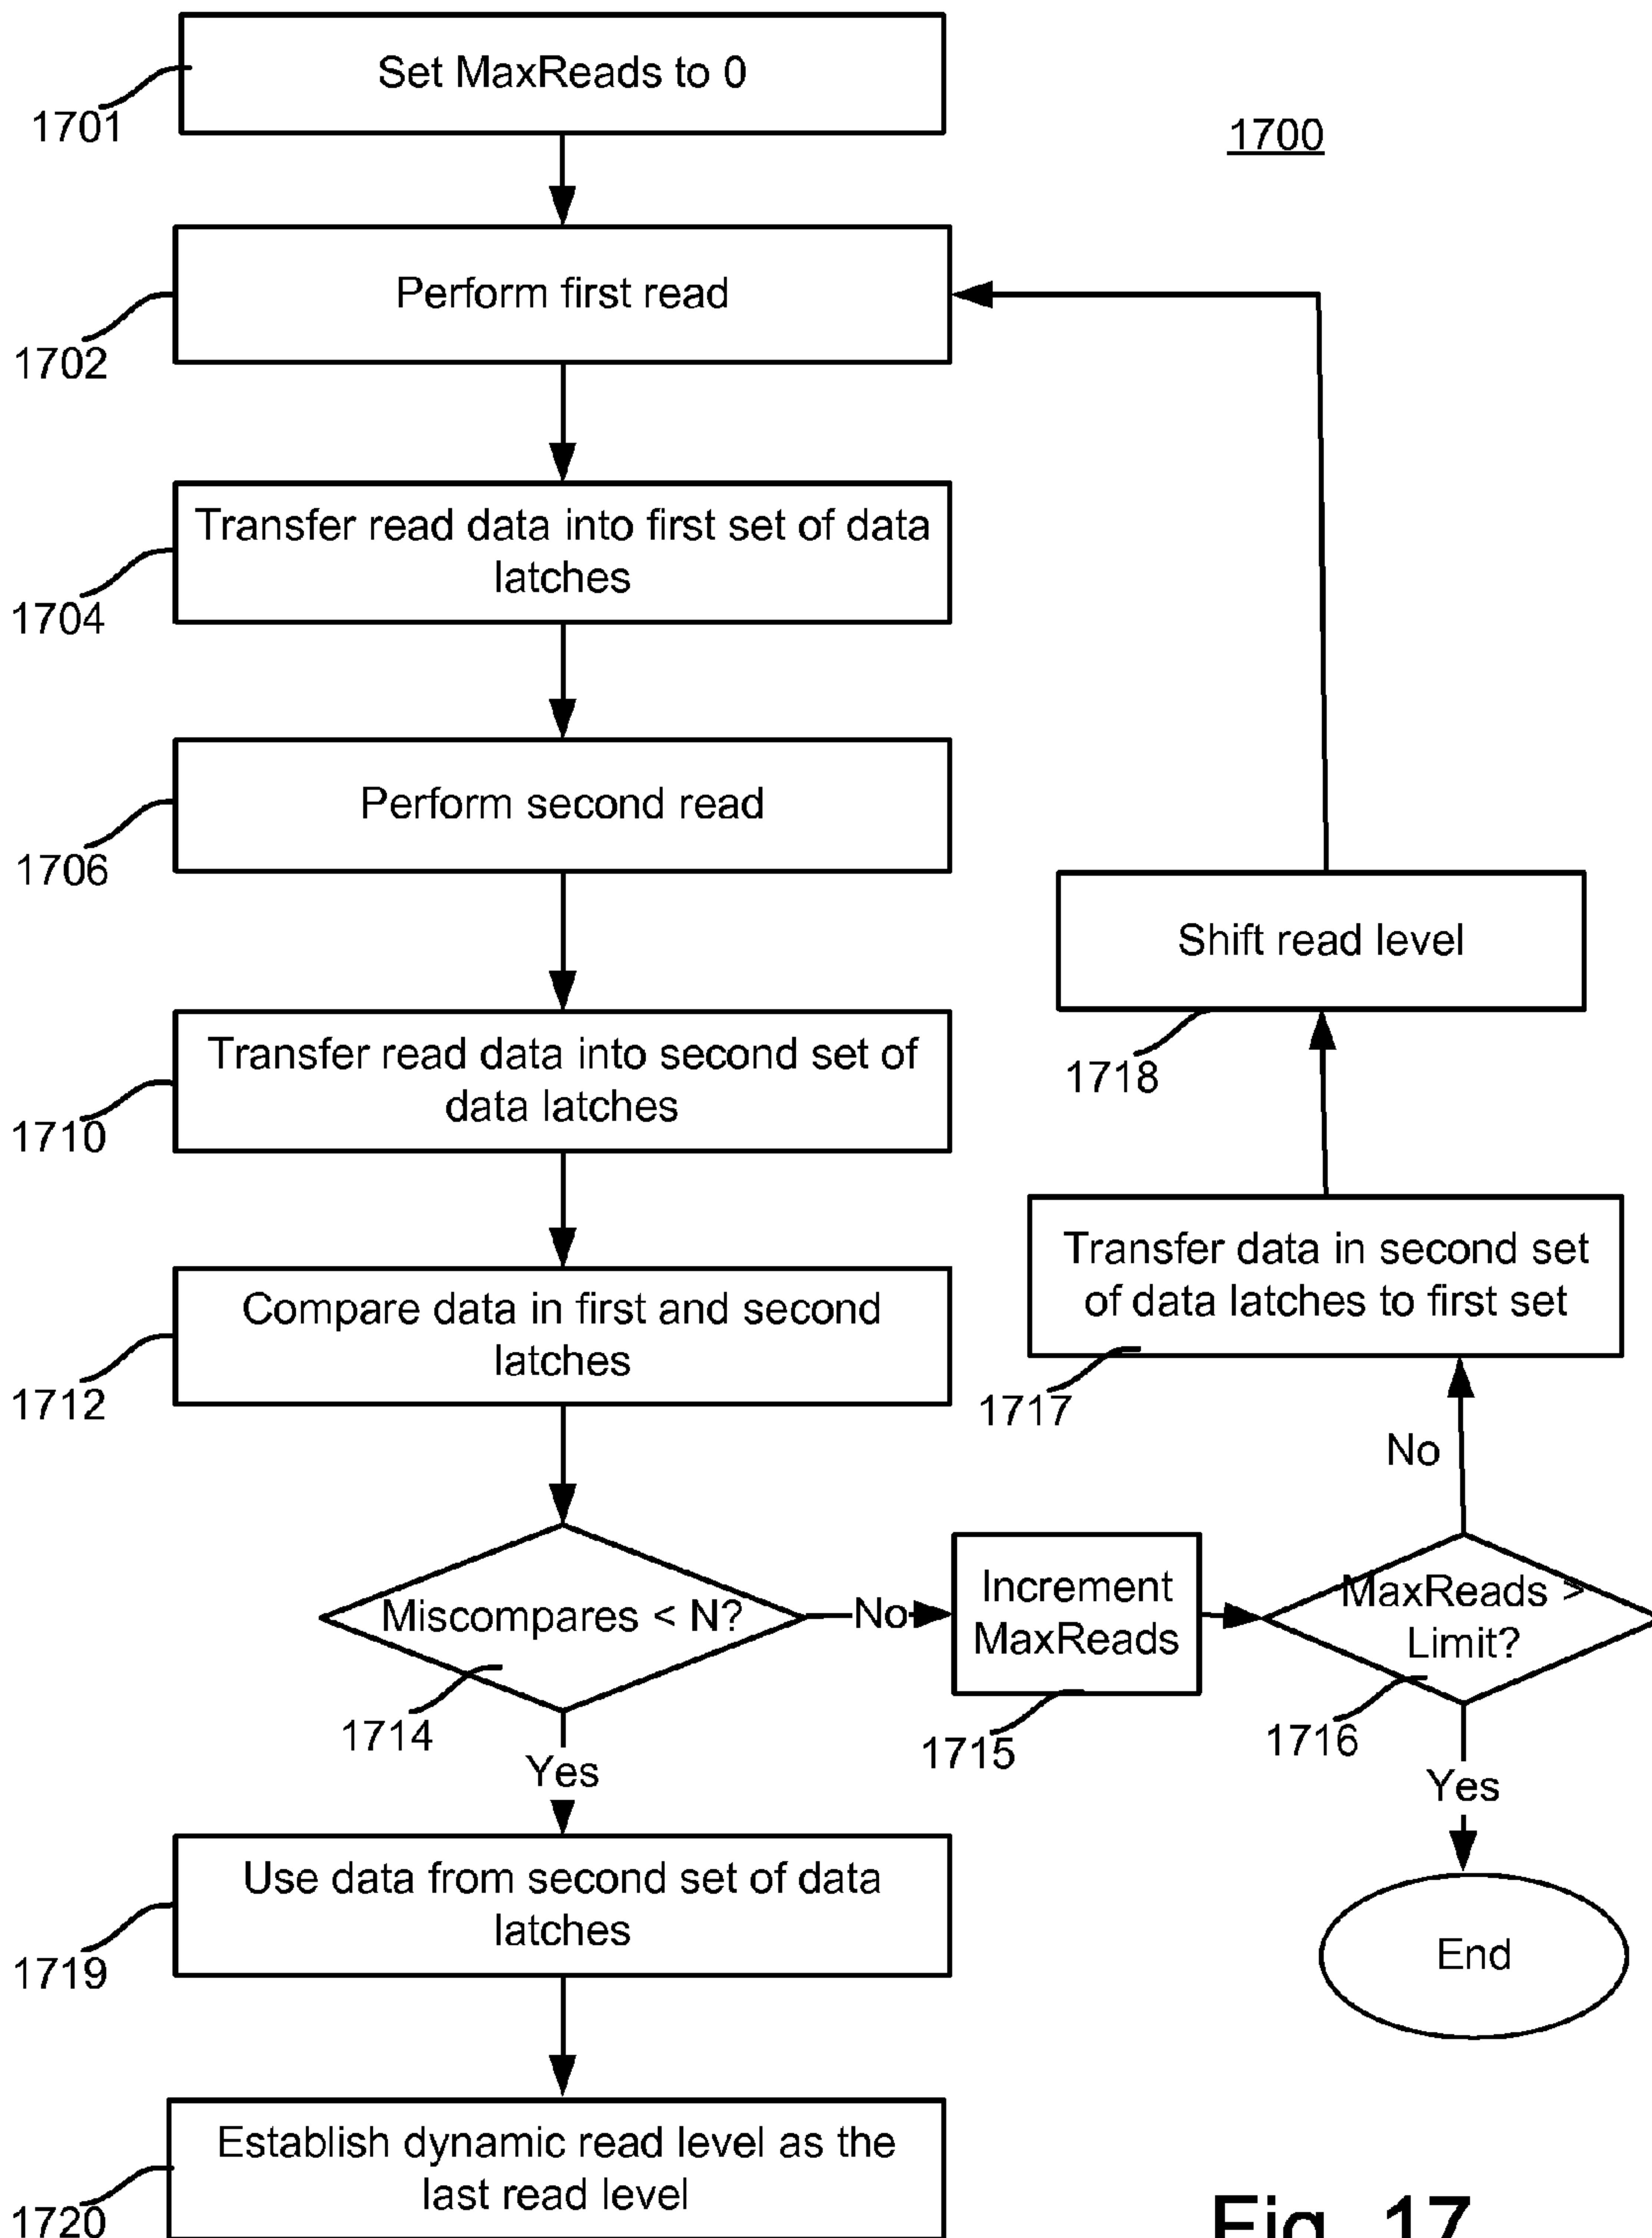 Set MaxReads to 0
1701
1700
Perform first read
1702
Transfer read data into first set of data
latches
1704
Perform second read
1706
Shift read level
1718
Transfer read data into second set of
data latches
1710
Transfer data in second set
of data latches to first set
1717
Compare data in first and second
latches
1712
No
Miscompares < N?
1714
No
Increment
MaxReads
1715
MaxReads >
Limit?
1716
Yes
Yes
Use data from second set of data
latches
1719
End
Establish dynamic read level as the
last read level
1720
Fig. 17